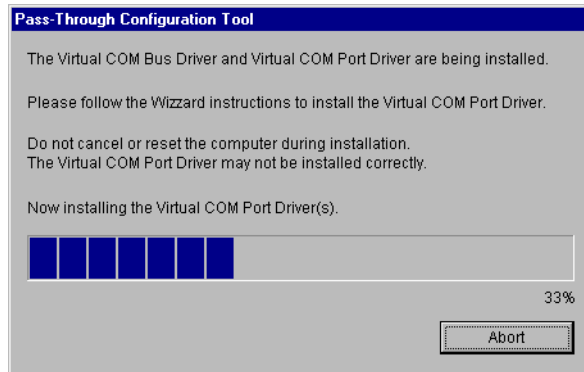 Pass-Through Configuration Tool
The Virtual COM Bus Driver and Virtual COM Port Driver are being installed.
Please follow the Wizzard instructions to install the Virtual COM Port Driver.
Do not cancel or reset the computer during installation.
The Virtual COM Port Driver may not be installed correctly.
Now installing the Virtual COM Port Driver(s).
33%
Abort